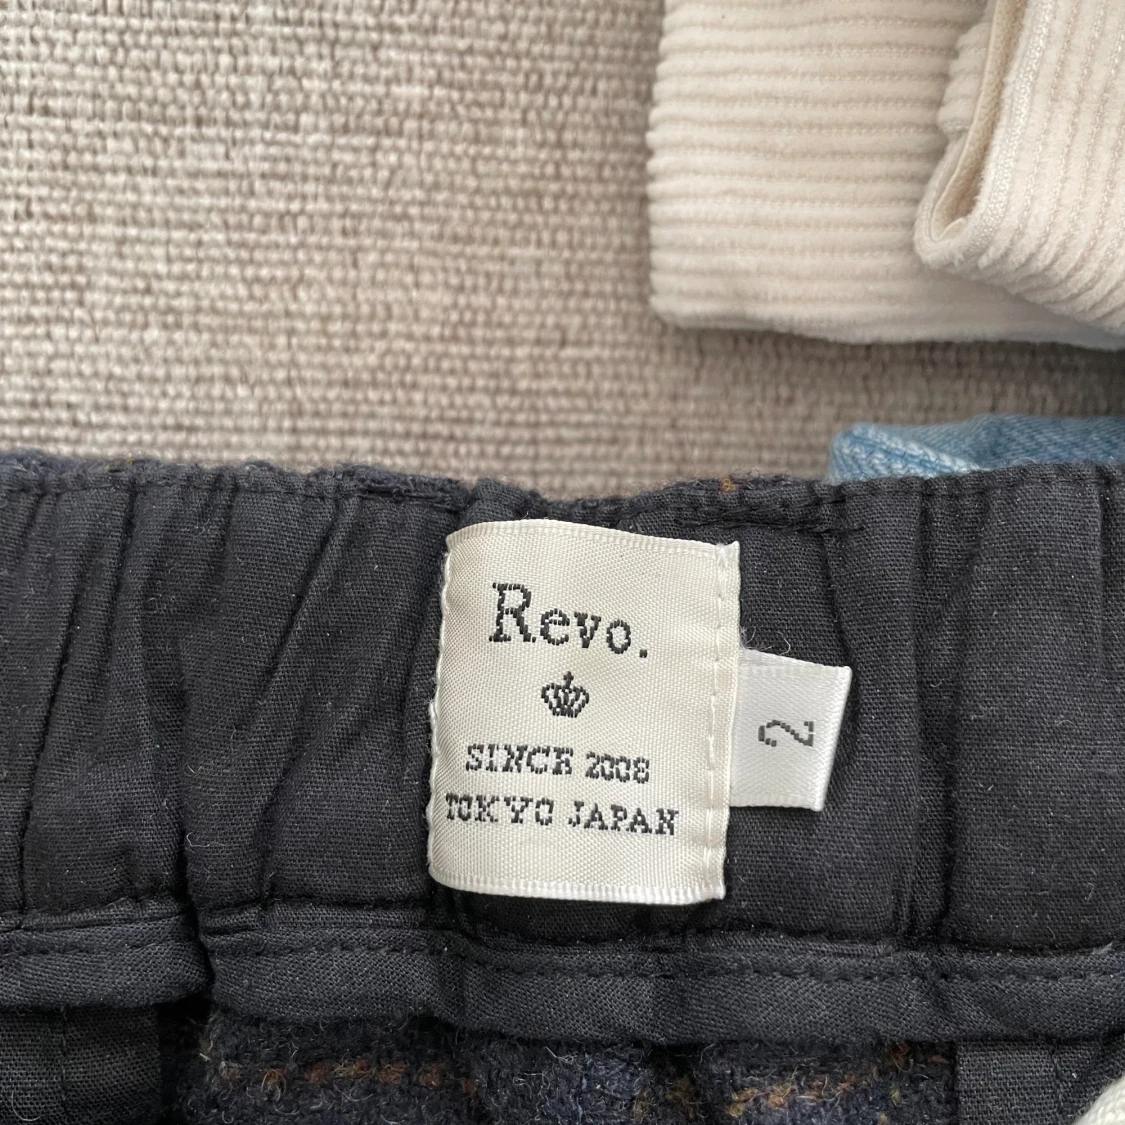 Revo.
SINCE 2008
TOKYO JAPAN
2